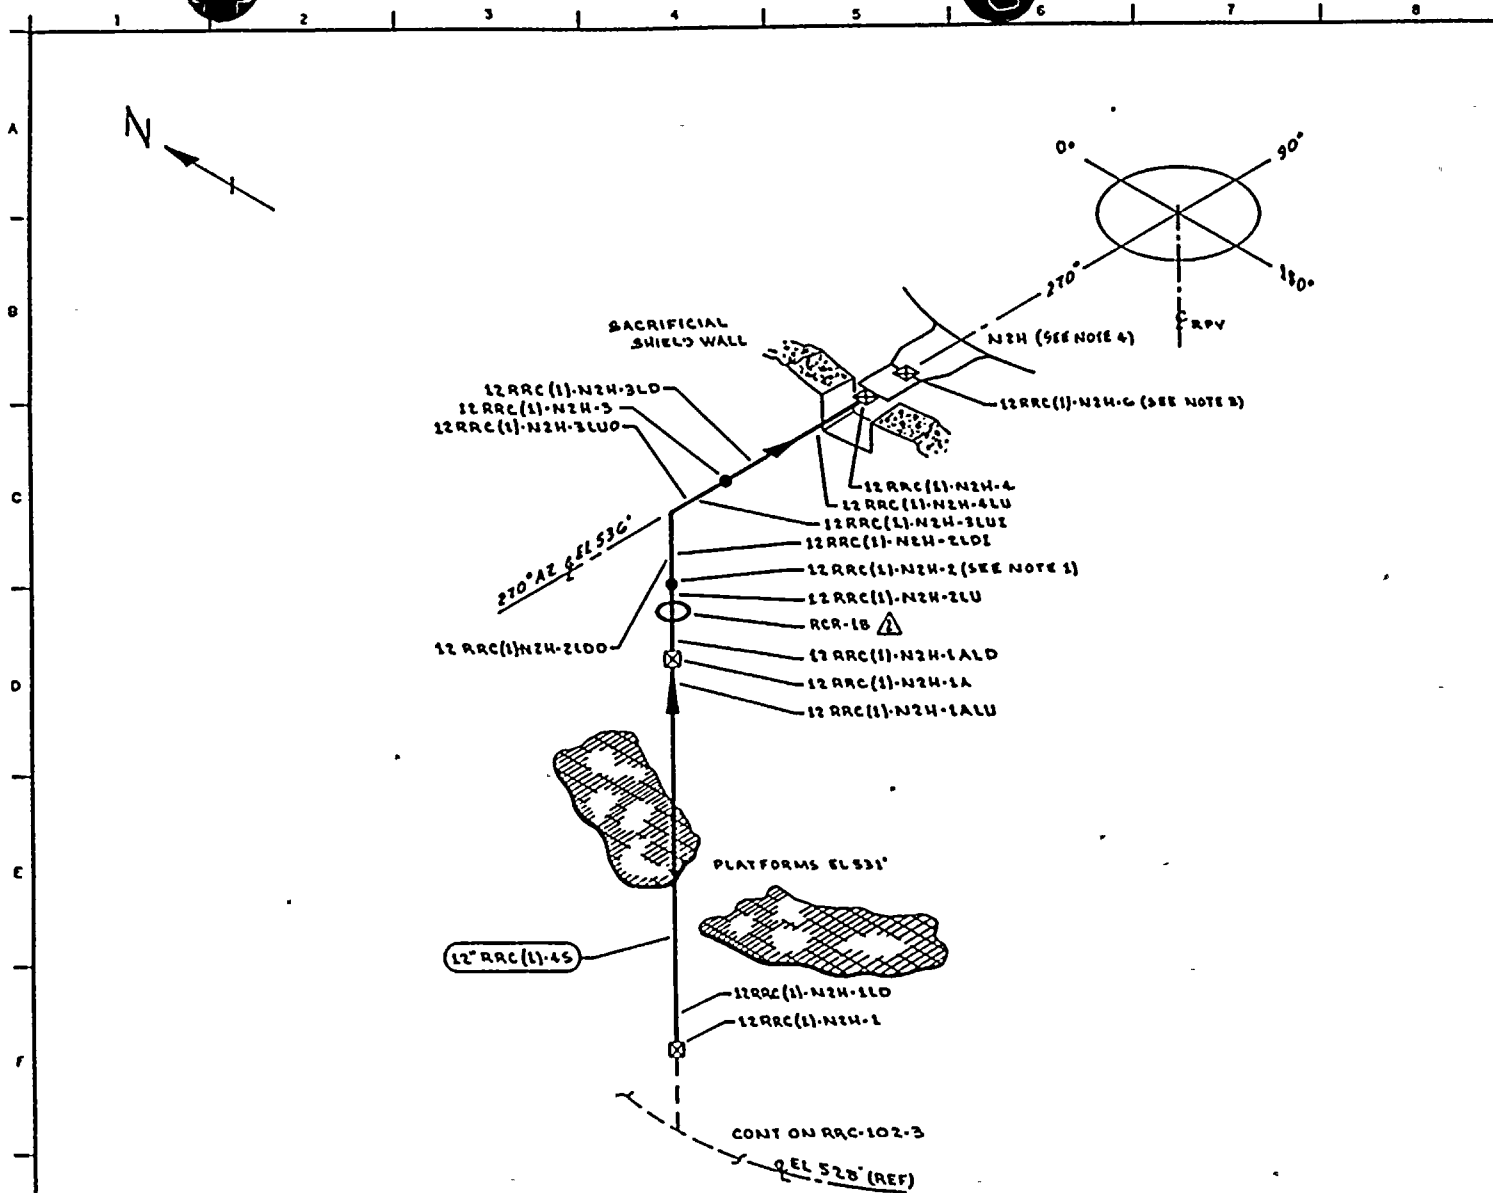 1 2 3 4 5 6 7 8
A
N
0°
90°
B
270°
180°
RPV
SACRIFICIAL
SHIELD WALL
N2H (SEE NOTE 4)
12RRC(1)-N2H-3LD
12RRC(1)-N2H-3
12RRC(1)-N2H-3LUO
12RRC(1)-N2H-6 (SEE NOTE 3)
C
12RRC(1)-N2H-4
12RRC(1)-N2H-4LU
12RRC(1)-N2H-3LUI
12RRC(1)-N2H-2LDI
270° AZ ℄ EL 536'
12RRC(1)-N2H-2 (SEE NOTE 1)
12RRC(1)-N2H-2LU
RCR-1B
12 RRC(1)N2H-2LDO
12RRC(1)-N2H-1ALD
D
12RRC(1)-N2H-1A
12RRC(1)-N2H-1ALU
E
PLATFORMS EL 531'
12" RRC(1)-4S
12RRC(1)-N2H-1LD
12RRC(1)-N2H-1
F
CONT ON RRC-102-3
℄ EL 528' (REF)